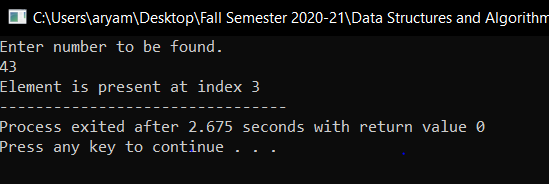 C:\Users\aryam\Desktop\Fall Semester 2020-21\Data Structures and Algorithm
Enter number to be found.
43
Element is present at index 3
--------------------------------
Process exited after 2.675 seconds with return value 0
Press any key to continue . . .